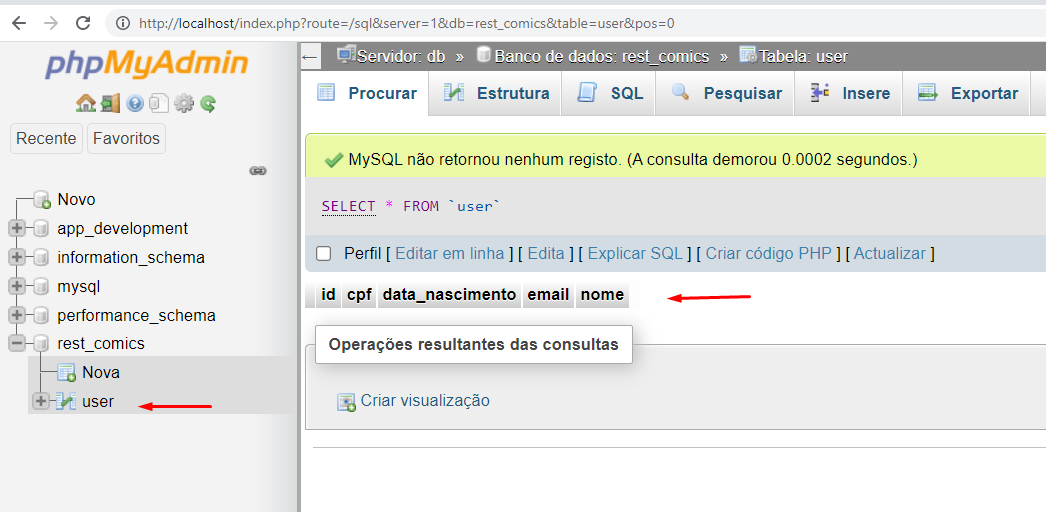 http://localhost/index.php?route=/sql&server=1&db=rest_comics&table=user&pos=0
phpMyAdmin
Recente Favoritos
Novo
app_development
information_schema
mysql
performance_schema
rest_comics
Nova
user
Servidor: db » Banco de dados: rest_comics » Tabela: user
Procurar Estrutura SQL Pesquisar Insere Exportar
MySQL não retornou nenhum registo. (A consulta demorou 0.0002 segundos.)
SELECT * FROM `user`
Perfil [ Editar em linha ] [ Edita ] [ Explicar SQL ] [ Criar código PHP ] [ Actualizar ]
id cpf data_nascimento email nome
Operações resultantes das consultas
Criar visualização